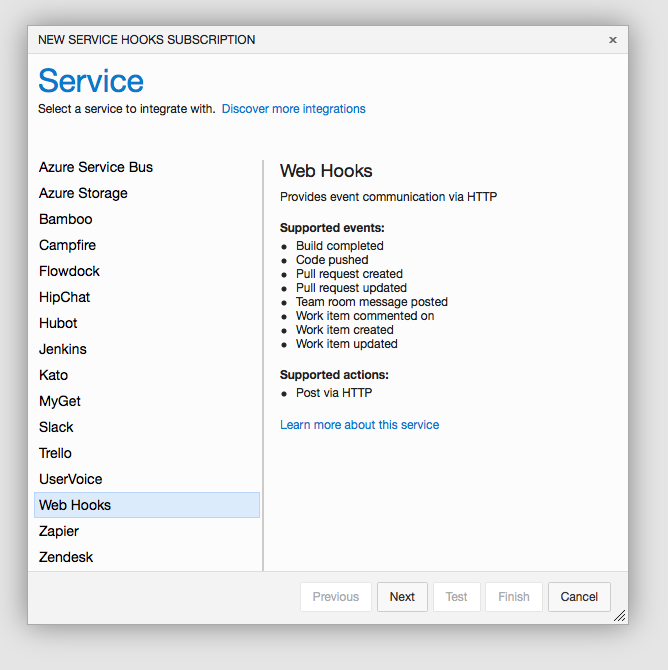 NEW SERVICE HOOKS SUBSCRIPTION ×
Service
Select a service to integrate with. Discover more integrations
Azure Service Bus
Azure Storage
Bamboo
Campfire
Flowdock
HipChat
Hubot
Jenkins
Kato
MyGet
Slack
Trello
UserVoice
Web Hooks
Zapier
Zendesk
Web Hooks
Provides event communication via HTTP
Supported events:
Build completed
Code pushed
Pull request created
Pull request updated
Team room message posted
Work item commented on
Work item created
Work item updated
Supported actions:
Post via HTTP
Learn more about this service
Previous Next Test Finish Cancel